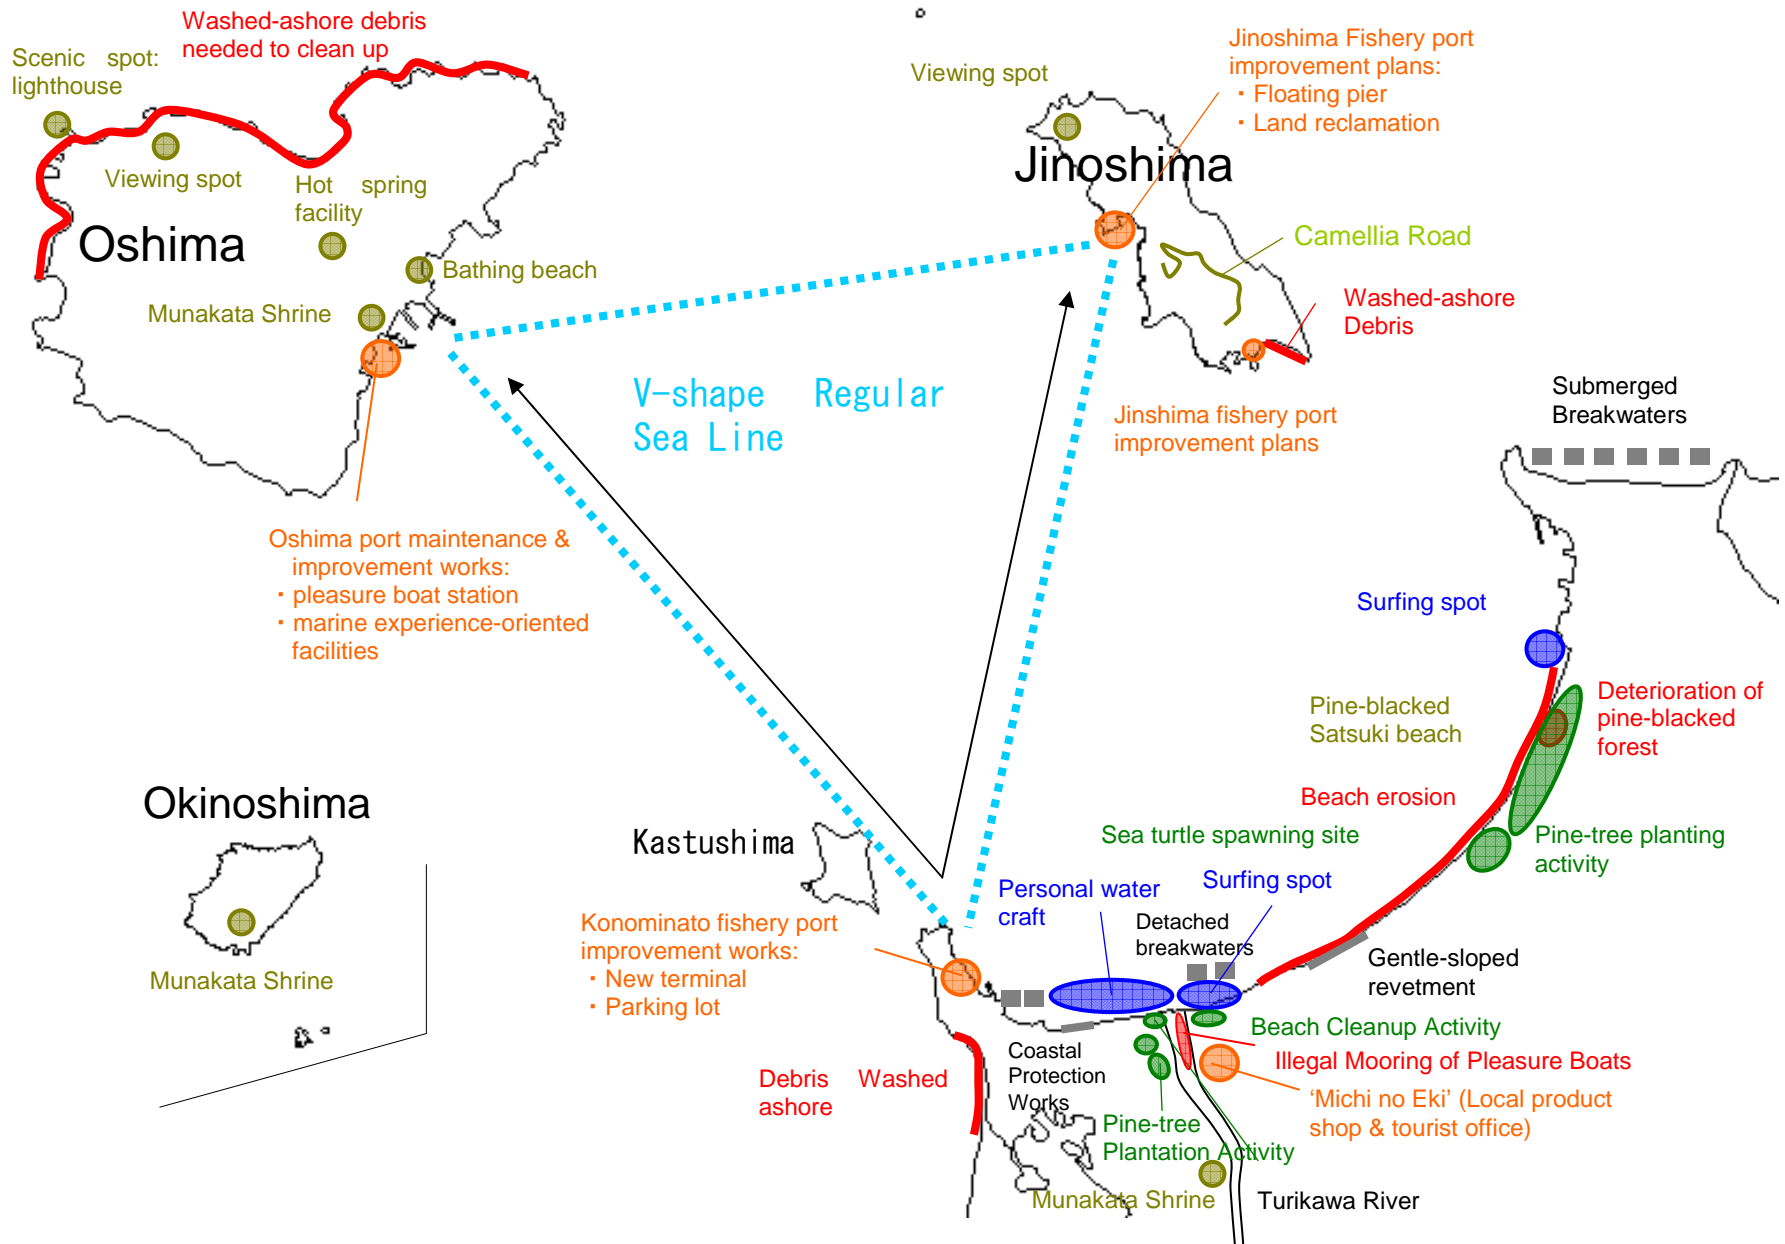 Washed-ashore debris
needed to clean up
Scenic spot:
lighthouse
Viewing spot
Hot spring
facility
Oshima
Bathing beach
Munakata Shrine
Oshima port maintenance &
improvement works:
・pleasure boat station
・marine experience-oriented
facilities
Viewing spot
Jinoshima
Jinoshima Fishery port
improvement plans:
・Floating pier
・Land reclamation
Camellia Road
Washed-ashore
Debris
Jinshima fishery port
improvement plans
V-shape Regular
Sea Line
Submerged
Breakwaters
Surfing spot
Pine-blacked
Satsuki beach
Deterioration of
pine-blacked
forest
Beach erosion
Pine-tree planting
activity
Sea turtle spawning site
Okinoshima
Munakata Shrine
Kastushima
Konominato fishery port
improvement works:
・New terminal
・Parking lot
Personal water
craft
Surfing spot
Detached
breakwaters
Gentle-sloped
revetment
Beach Cleanup Activity
Illegal Mooring of Pleasure Boats
'Michi no Eki' (Local product
shop & tourist office)
Debris Washed
ashore
Coastal
Protection
Works
Pine-tree
Plantation Activity
Munakata Shrine
Turikawa River